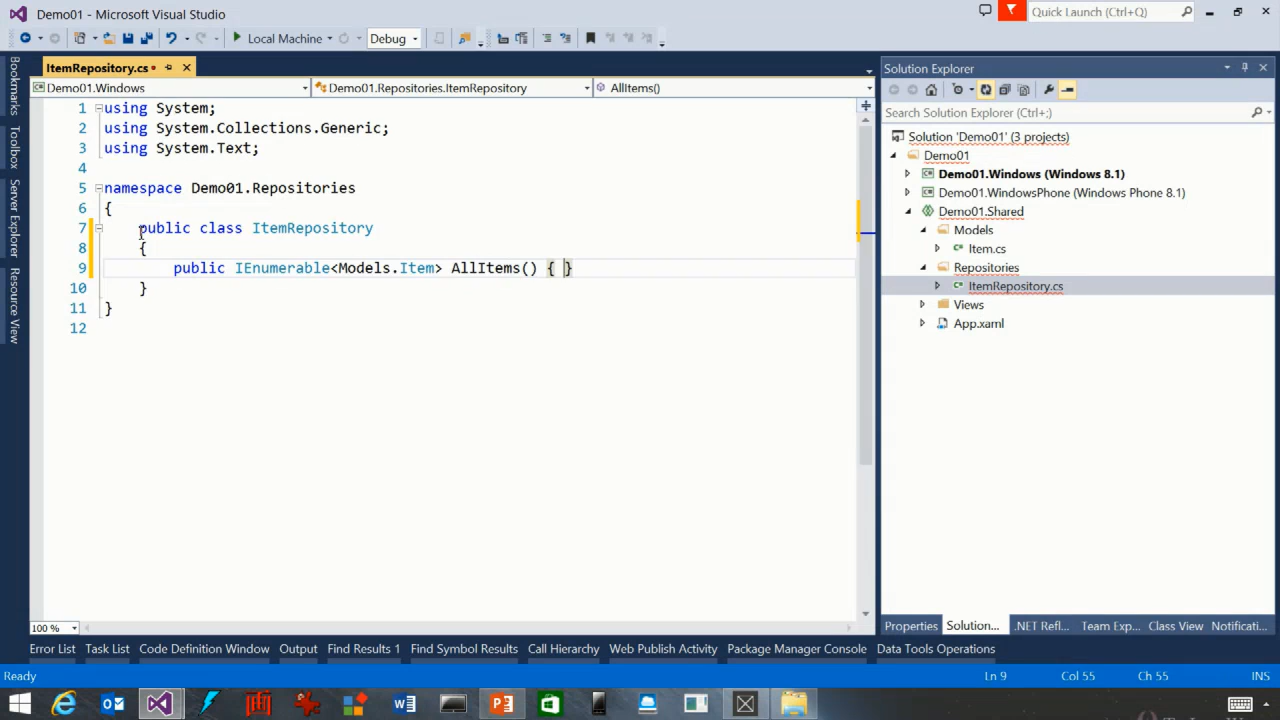 Demo01 - Microsoft Visual Studio
Quick Launch (Ctrl+Q)
Local Machine
Debug
ItemRepository.cs
Demo01.Windows
Demo01.Repositories.ItemRepository
AllItems()
Bookmarks
Toolbox
Server Explorer
Resource View
1 using System;
2 using System.Collections.Generic;
3 using System.Text;
4
5 namespace Demo01.Repositories
6 {
7 public class ItemRepository
8 {
9 public IEnumerable<Models.Item> AllItems() { }
10 }
11 }
12
100 %
Solution Explorer
Search Solution Explorer (Ctrl+;)
Solution 'Demo01' (3 projects)
Demo01
Demo01.Windows (Windows 8.1)
Demo01.WindowsPhone (Windows Phone 8.1)
Demo01.Shared
Models
Item.cs
Repositories
ItemRepository.cs
Views
App.xaml
Properties Solution... .NET Refl... Team Exp... Class View Notificati...
Error List Task List Code Definition Window Output Find Results 1 Find Symbol Results Call Hierarchy Web Publish Activity Package Manager Console Data Tools Operations
Ready Ln 9 Col 55 Ch 55 INS